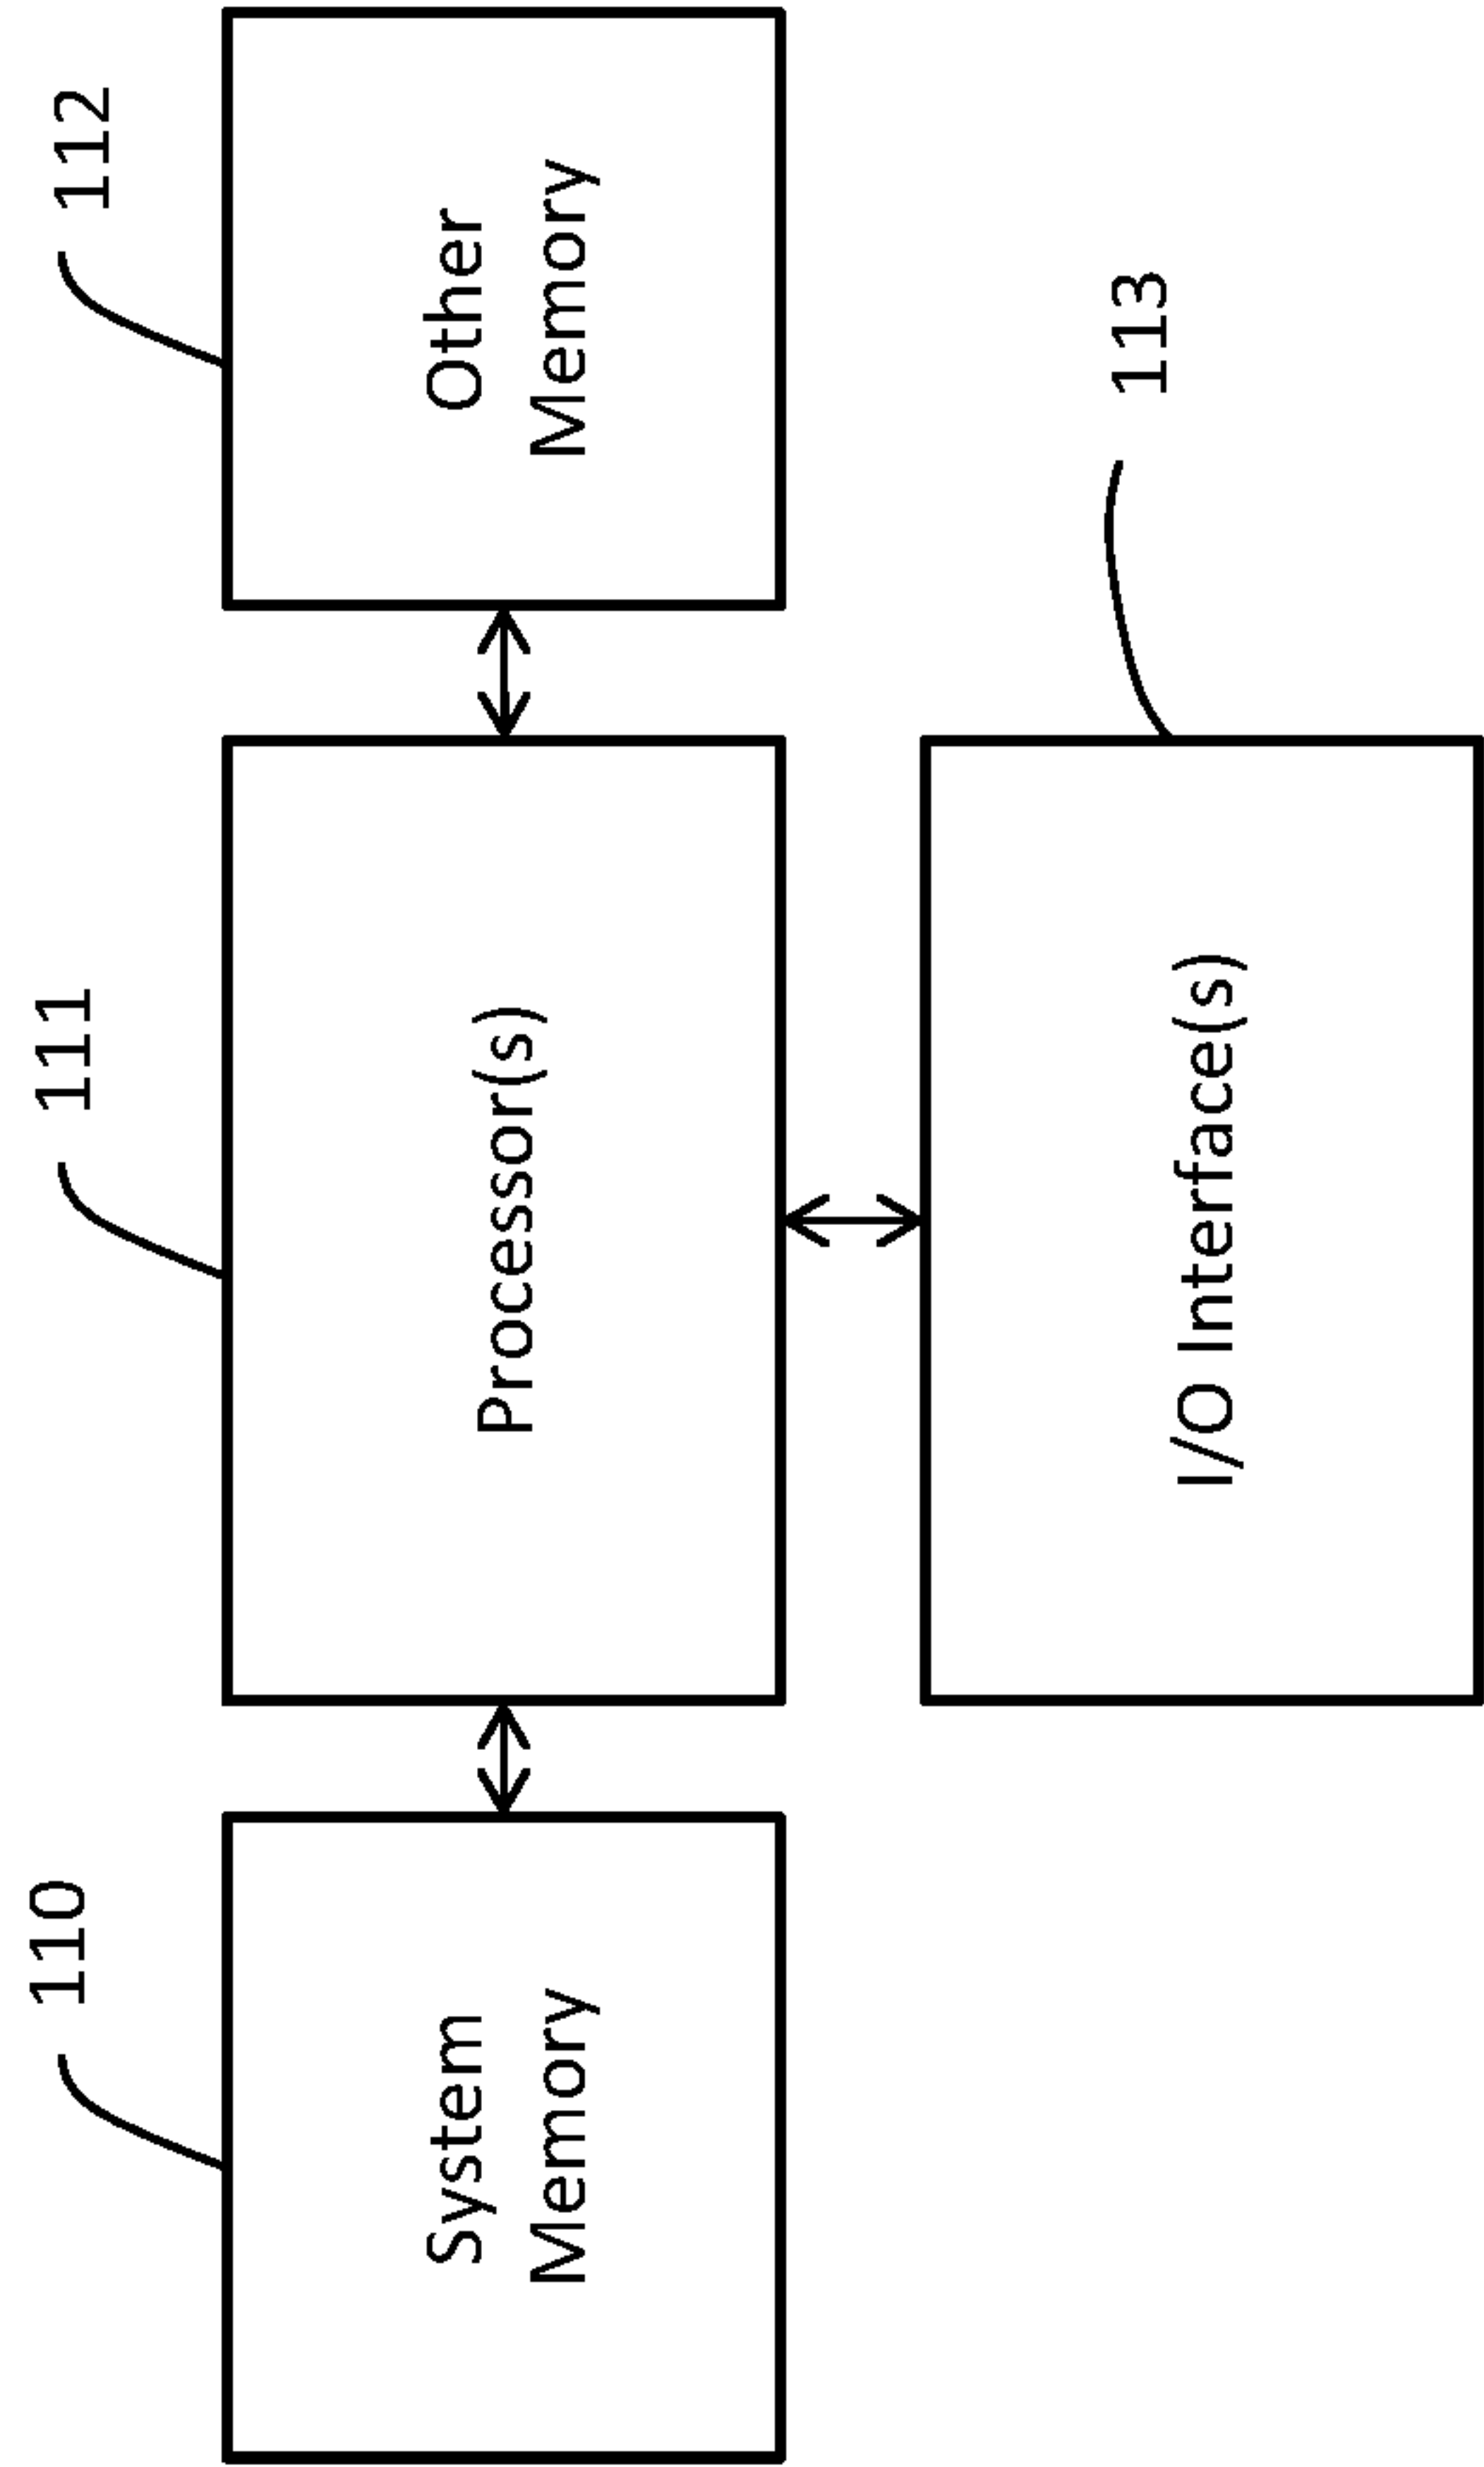 110
111
112
System
Memory
Processor(s)
Other
Memory
113
I/O Interface(s)